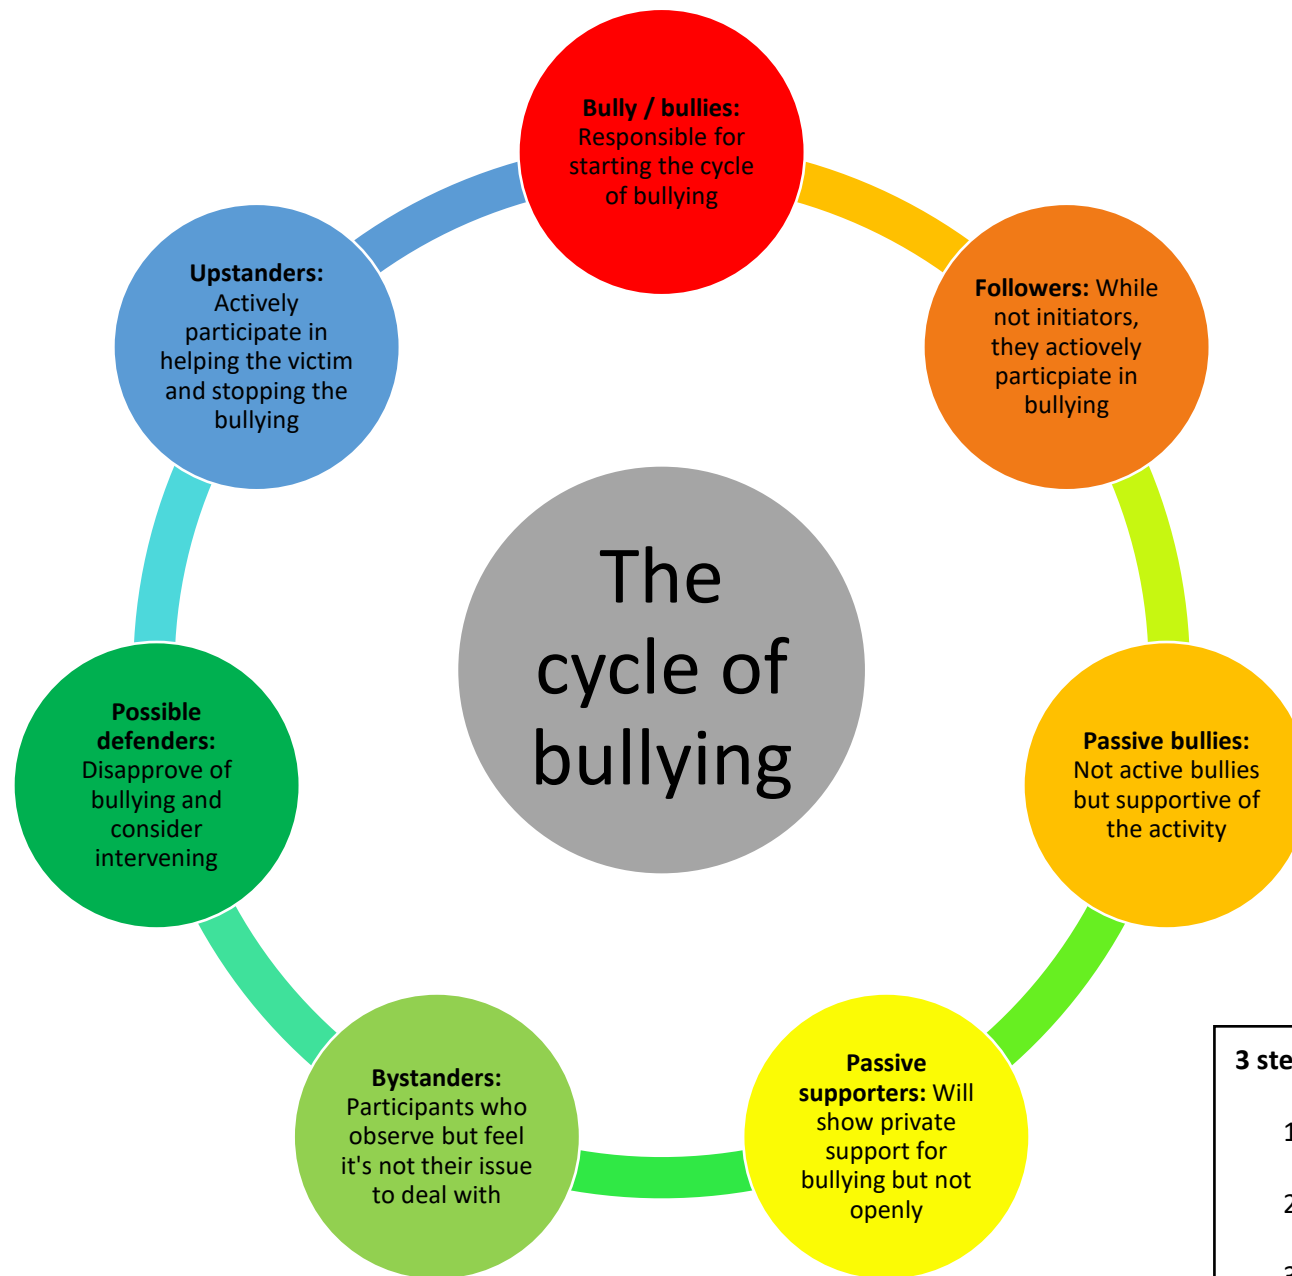 Bully / bullies:
Responsible for
starting the cycle
of bullying
Followers: While
not initiators,
they actiovely
particpiate in
bullying
Passive bullies:
Not active bullies
but supportive of
the activity
Passive
supporters: Will
show private
support for
bullying but not
openly
Bystanders:
Participants who
observe but feel
it's not their issue
to deal with
Possible
defenders:
Disapprove of
bullying and
consider
intervening
Upstanders:
Actively
participate in
helping the victim
and stopping the
bullying
The
cycle of
bullying
3 ste
1
2